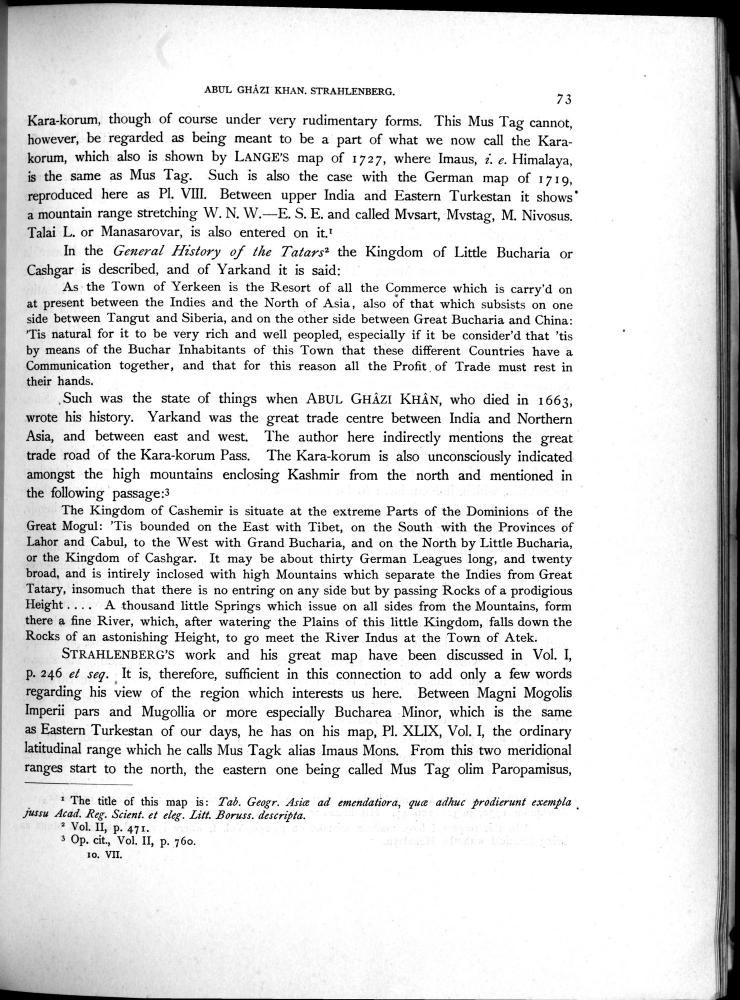 ABUL GHÂZI KHAN. STRAHLENBERG.
73
Kara-korum, though of course under very rudimentary forms. This Mus Tag cannot,
however, be regarded as being meant to be a part of what we now call the Kara-
korum, which also is shown by LANGE'S map of 1727, where Imaus, i. e. Himalaya,
is the same as Mus Tag. Such is also the case with the German map of 1719,
reproduced here as Pl. VIII. Between upper India and Eastern Turkestan it shows
a mountain range stretching W. N. W.—E. S. E. and called Mvsart, Mvstag, M. Nivosus.
Talai L. or Manasarovar, is also entered on it.¹
In the General History of the Tatars² the Kingdom of Little Bucharia or
Cashgar is described, and of Yarkand it is said:
As the Town of Yerkeen is the Resort of all the Commerce which is carry'd on
at present between the Indies and the North of Asia, also of that which subsists on one
side between Tangut and Siberia, and on the other side between Great Bucharia and China:
'Tis natural for it to be very rich and well peopled, especially if it be consider'd that 'tis
by means of the Buchar Inhabitants of this Town that these different Countries have a
Communication together, and that for this reason all the Profit of Trade must rest in
their hands.
Such was the state of things when ABUL GHÂZI KHÂN, who died in 1663,
wrote his history. Yarkand was the great trade centre between India and Northern
Asia, and between east and west. The author here indirectly mentions the great
trade road of the Kara-korum Pass. The Kara-korum is also unconsciously indicated
amongst the high mountains enclosing Kashmir from the north and mentioned in
the following passage:³
The Kingdom of Cashemir is situate at the extreme Parts of the Dominions of the
Great Mogul: 'Tis bounded on the East with Tibet, on the South with the Provinces of
Lahor and Cabul, to the West with Grand Bucharia, and on the North by Little Bucharia,
or the Kingdom of Cashgar. It may be about thirty German Leagues long, and twenty
broad, and is intirely inclosed with high Mountains which separate the Indies from Great
Tatary, insomuch that there is no entring on any side but by passing Rocks of a prodigious
Height . . . . A thousand little Springs which issue on all sides from the Mountains, form
there a fine River, which, after watering the Plains of this little Kingdom, falls down the
Rocks of an astonishing Height, to go meet the River Indus at the Town of Atek.
STRAHLENBERG'S work and his great map have been discussed in Vol. I,
p. 246 et seq. It is, therefore, sufficient in this connection to add only a few words
regarding his view of the region which interests us here. Between Magni Mogolis
Imperii pars and Mugollia or more especially Bucharea Minor, which is the same
as Eastern Turkestan of our days, he has on his map, Pl. XLIX, Vol. I, the ordinary
latitudinal range which he calls Mus Tagk alias Imaus Mons. From this two meridional
ranges start to the north, the eastern one being called Mus Tag olim Paropamisus,
¹ The title of this map is: Tab. Geogr. Asiæ ad emendatiora, quæ adhuc prodierunt exempla
jussu Acad. Reg. Scient. et eleg. Litt. Boruss. descripta.
² Vol. II, p. 471.
³ Op. cit., Vol. II, p. 760.
10. VII.